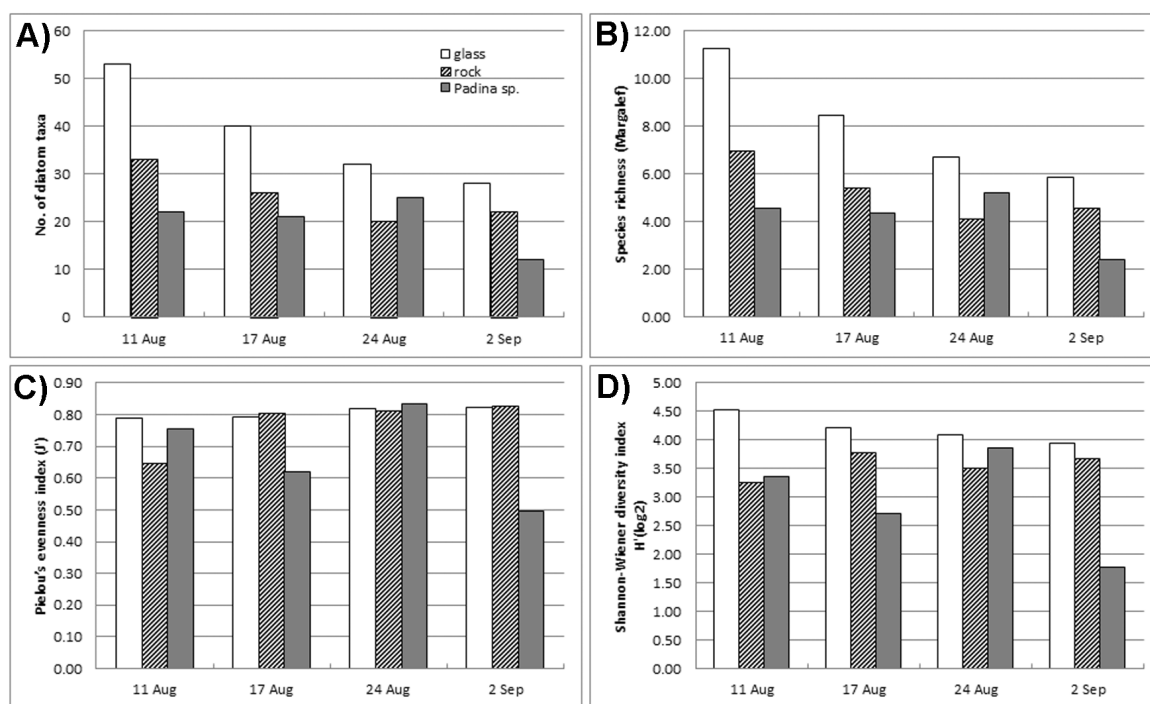 A)
No. of diatom taxa
60
50
40
30
20
10
0
glass
rock
Padina sp.
11 Aug 17 Aug 24 Aug 2 Sep
B)
Species richness (Margalef)
12.00
10.00
8.00
6.00
4.00
2.00
0.00
11 Aug 17 Aug 24 Aug 2 Sep
C)
Pielou's evenness index (J')
0.90
0.80
0.70
0.60
0.50
0.40
0.30
0.20
0.10
0.00
11 Aug 17 Aug 24 Aug 2 Sep
D)
Shannon-Wiener diversity index
H'(log2)
5.00
4.50
4.00
3.50
3.00
2.50
2.00
1.50
1.00
0.50
0.00
11 Aug 17 Aug 24 Aug 2 Sep